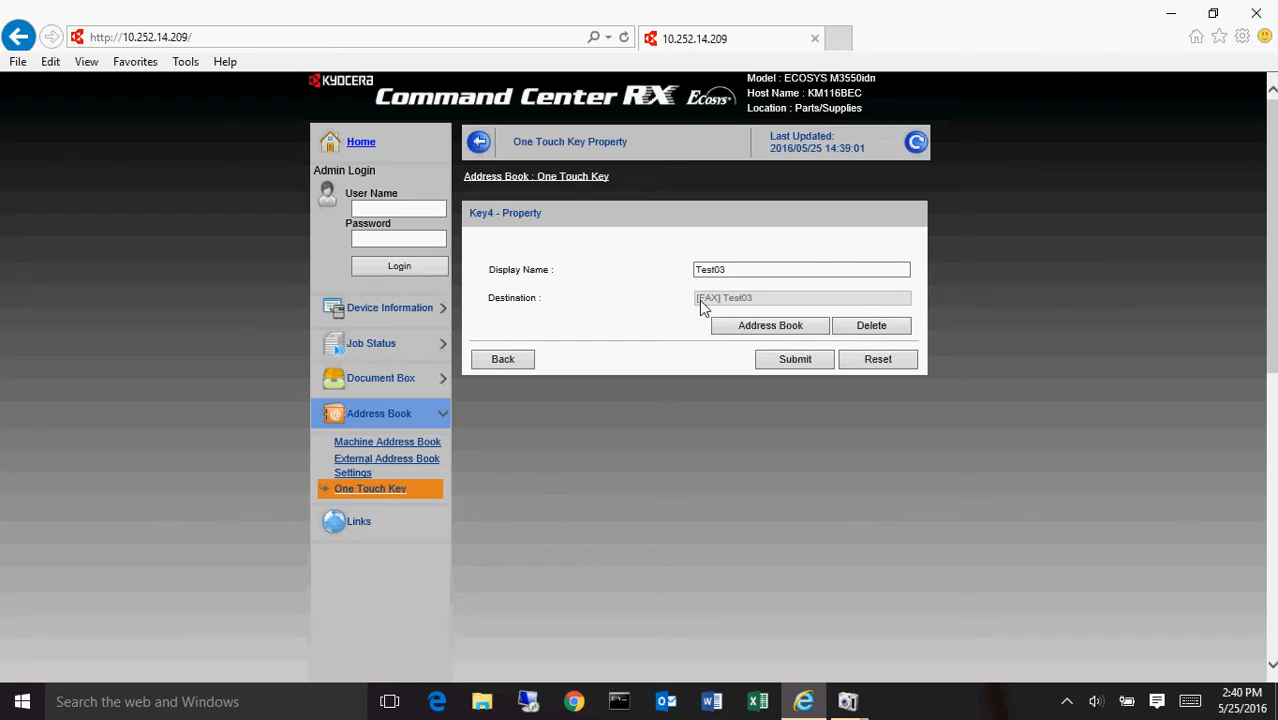 http://10.252.14.209/
10.252.14.209
File Edit View Favorites Tools Help
KYOCERA
Command Center RX Ecosys
Model : ECOSYS M3550idn
Host Name : KM116BEC
Location : Parts/Supplies
Home
Admin Login
User Name
Password
Login
Device Information
Job Status
Document Box
Address Book
Machine Address Book
External Address Book
Settings
One Touch Key
Links
One Touch Key Property
Last Updated:
2016/05/25 14:39:01
Address Book : One Touch Key
Key4 - Property
Display Name :
Test03
Destination :
[FAX] Test03
Address Book
Delete
Back
Submit
Reset
Search the web and Windows
2:40 PM
5/25/2016